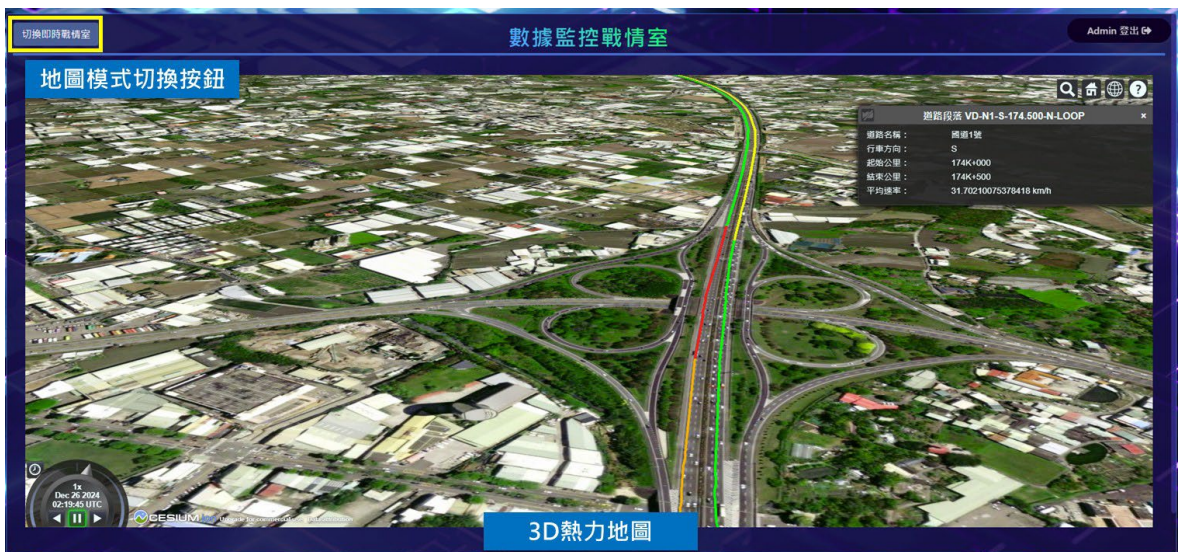 切換即時戰情室
數據監控戰情室
Admin 登出
地圖模式切換按鈕
?
道路段落 VD-N1-S-174.500-N-LOOP
×
道路名稱： 國道1號
行車方向： S
起始公里： 174K+000
結束公里： 174K+500
平均速率： 31.70210075378418 km/h
1x
Dec 26 2024
02:19:45 UTC
CESIUM
Upgrade for commercial
3D熱力地圖